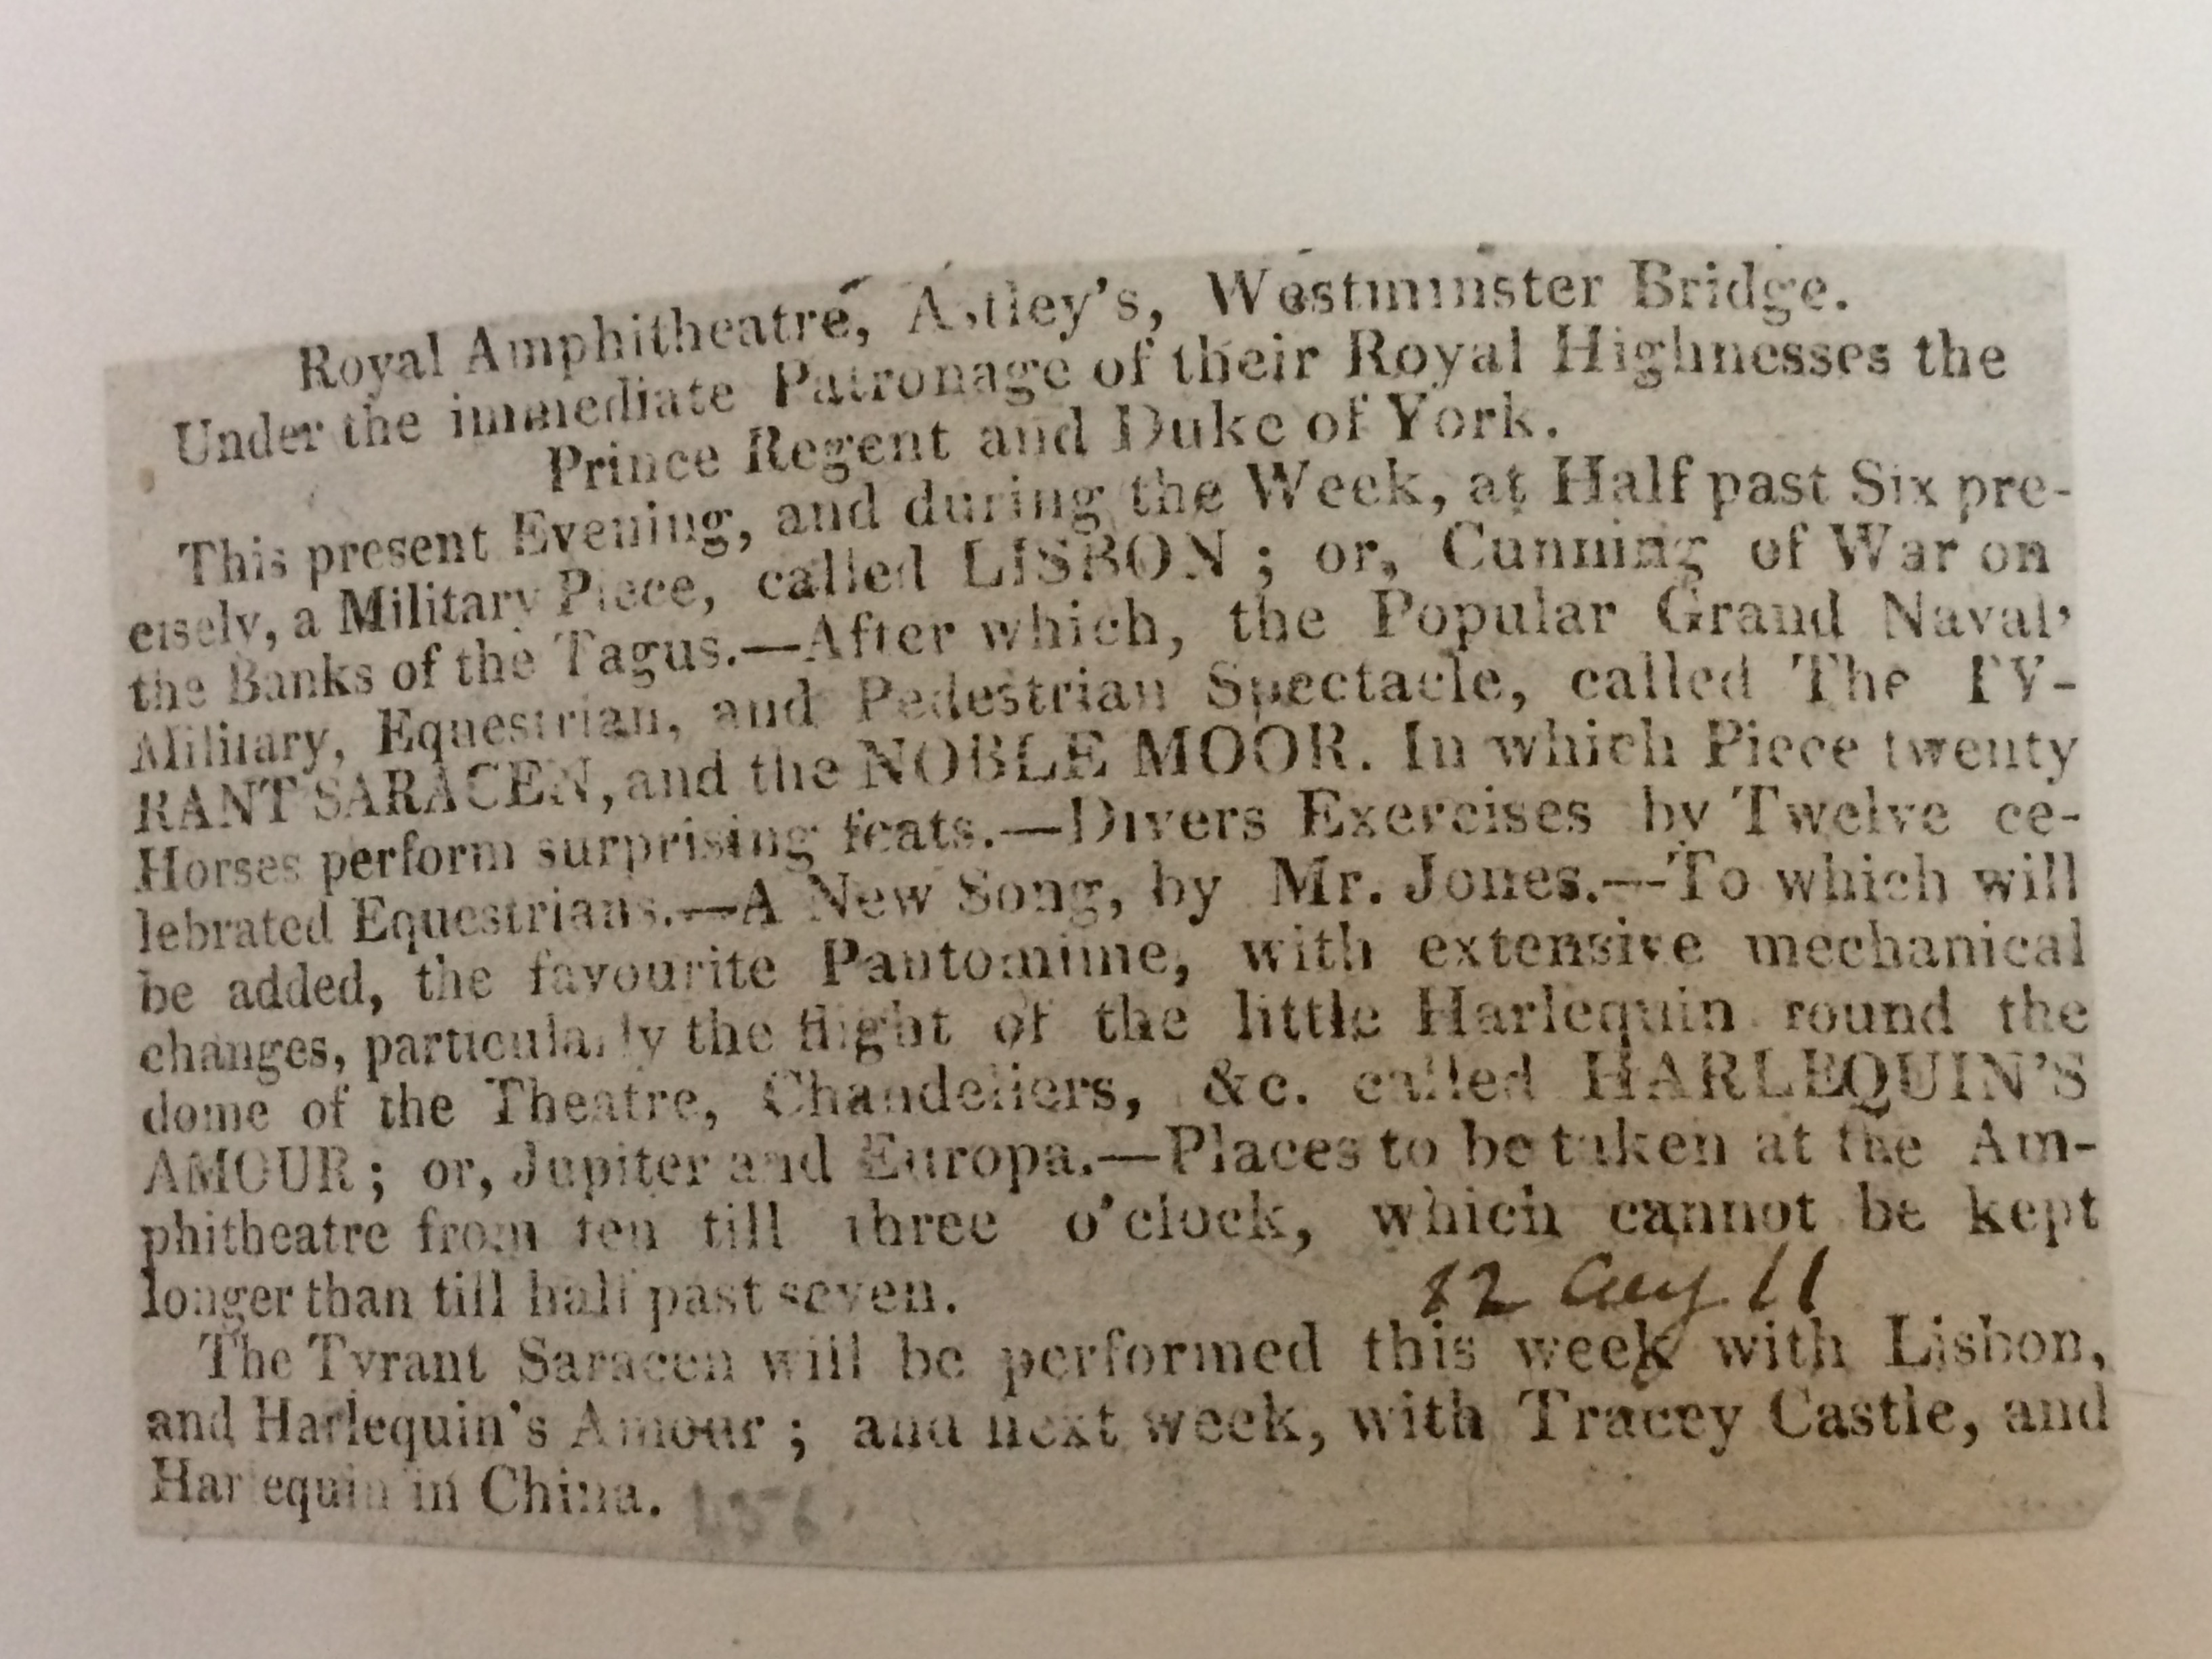 Royal Amphitheatre, Astley's, Westminster Bridge.
Under the immediate Patronage of their Royal Highnesses the
Prince Regent and Duke of York.
This present Evening, and during the Week, at Half past Six pre-
cisely, a Military Piece, called LISBON ; or, Cunning of War on
the Banks of the Tagus.—After which, the Popular Grand Naval,
Military, Equestrian, and Pedestrian Spectacle, called The TY-
RANT SARACEN, and the NOBLE MOOR. In which Piece twenty
Horses perform surprising feats.—Divers Exercises by Twelve ce-
lebrated Equestrians.—A New Song, by Mr. Jones.—To which will
be added, the favourite Pantomime, with extensive mechanical
changes, particularly the flight of the little Harlequin round the
dome of the Theatre, Chandeliers, &c. called HARLEQUIN'S
AMOUR ; or, Jupiter and Europa.—Places to be taken at the Am-
phitheatre from ten till three o'clock, which cannot be kept
longer than till half past seven.
12 Aug 11
The Tyrant Saracen will be performed this week with Lisbon,
and Harlequin's Amour ; and next week, with Tracey Castle, and
Harlequin in China.